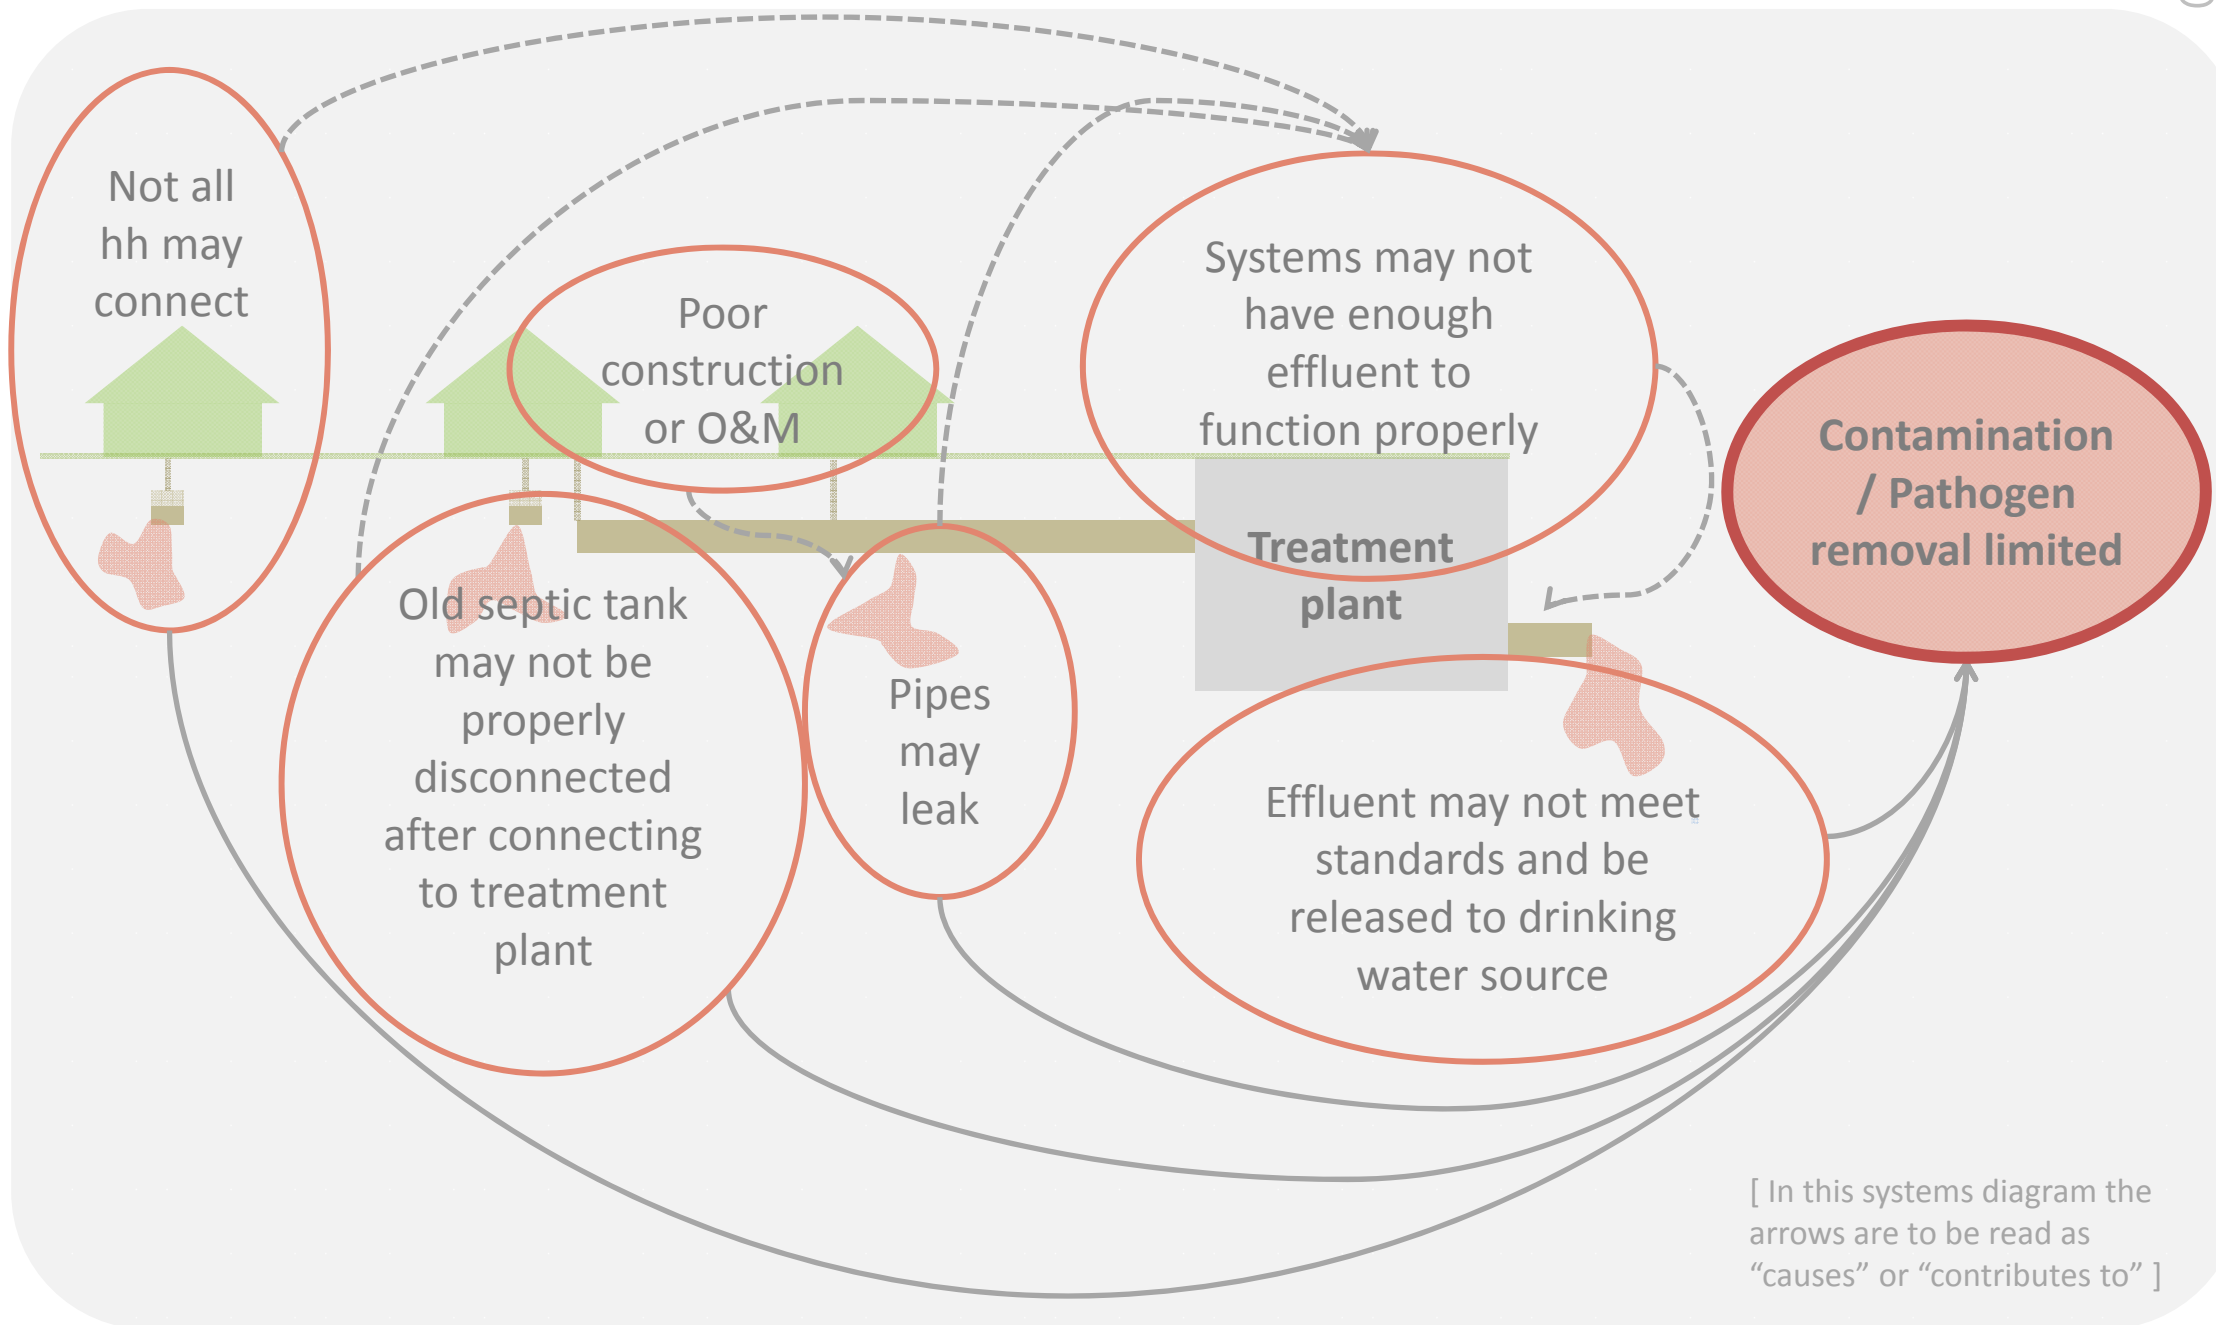 Not all
hh may
connect
Poor
construction
or O&M
Systems may not
have enough
effluent to
function properly
Contamination
/ Pathogen
removal limited
Treatment
plant
Old septic tank
may not be
properly
disconnected
after connecting
to treatment
plant
Pipes
may
leak
Effluent may not meet
standards and be
released to drinking
water source
[ In this systems diagram the
arrows are to be read as
“causes” or “contributes to” ]